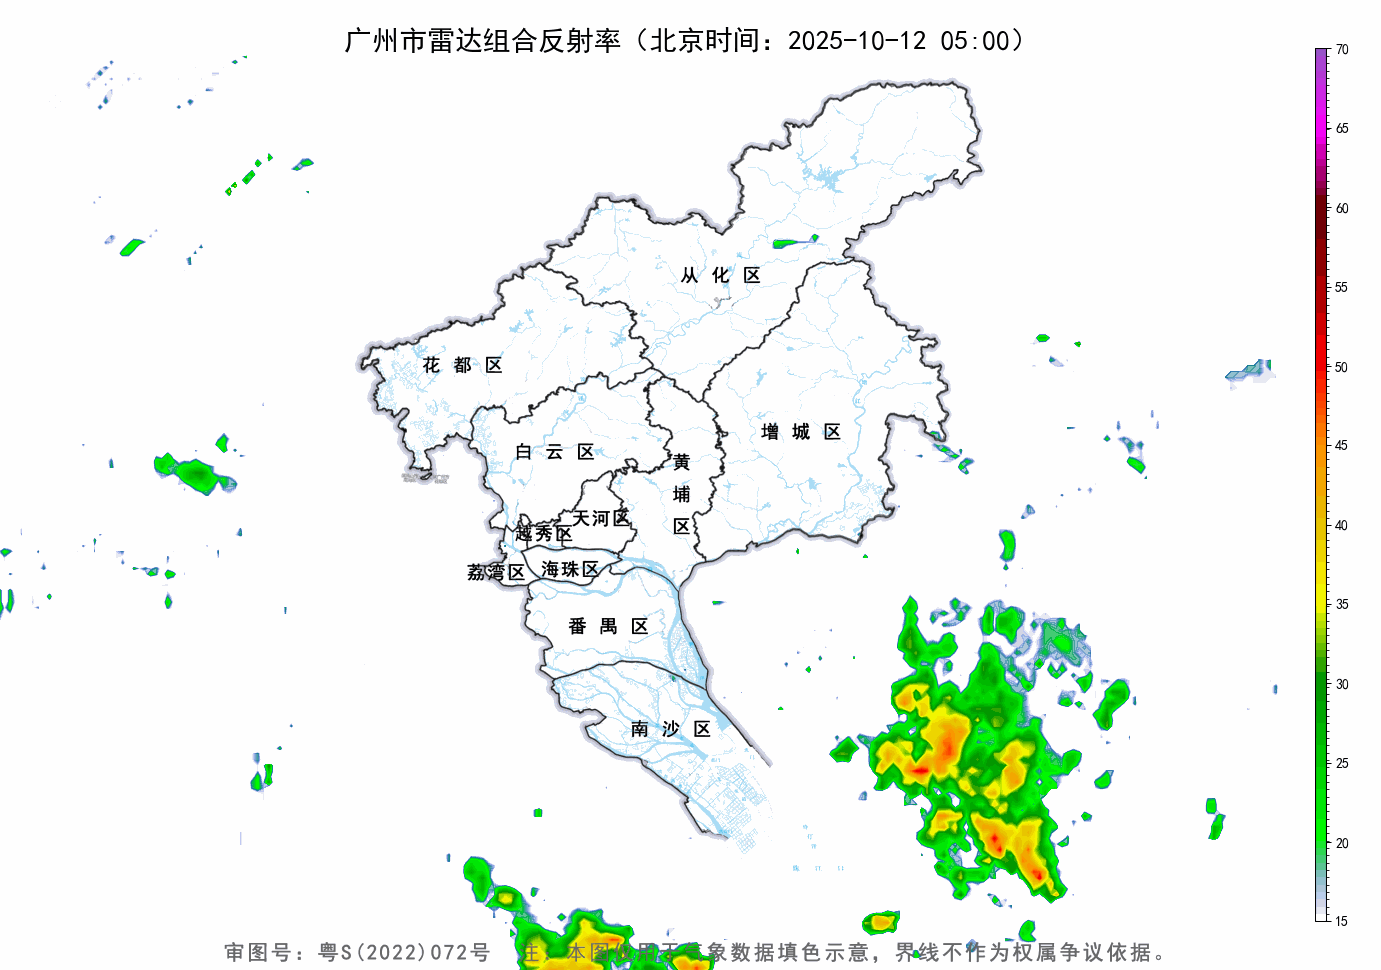 广州市雷达组合反射率（北京时间：2025-10-12 05:00）
70
65
60
55
50
45
40
35
30
25
20
15
从化区
花都区
增城区
白云区
黄埔区
天河区
越秀区
荔湾区
海珠区
番禺区
南沙区
审图号：粤S(2022)072号 注：本图仅用于气象数据填色示意，界线不作为权属争议依据。